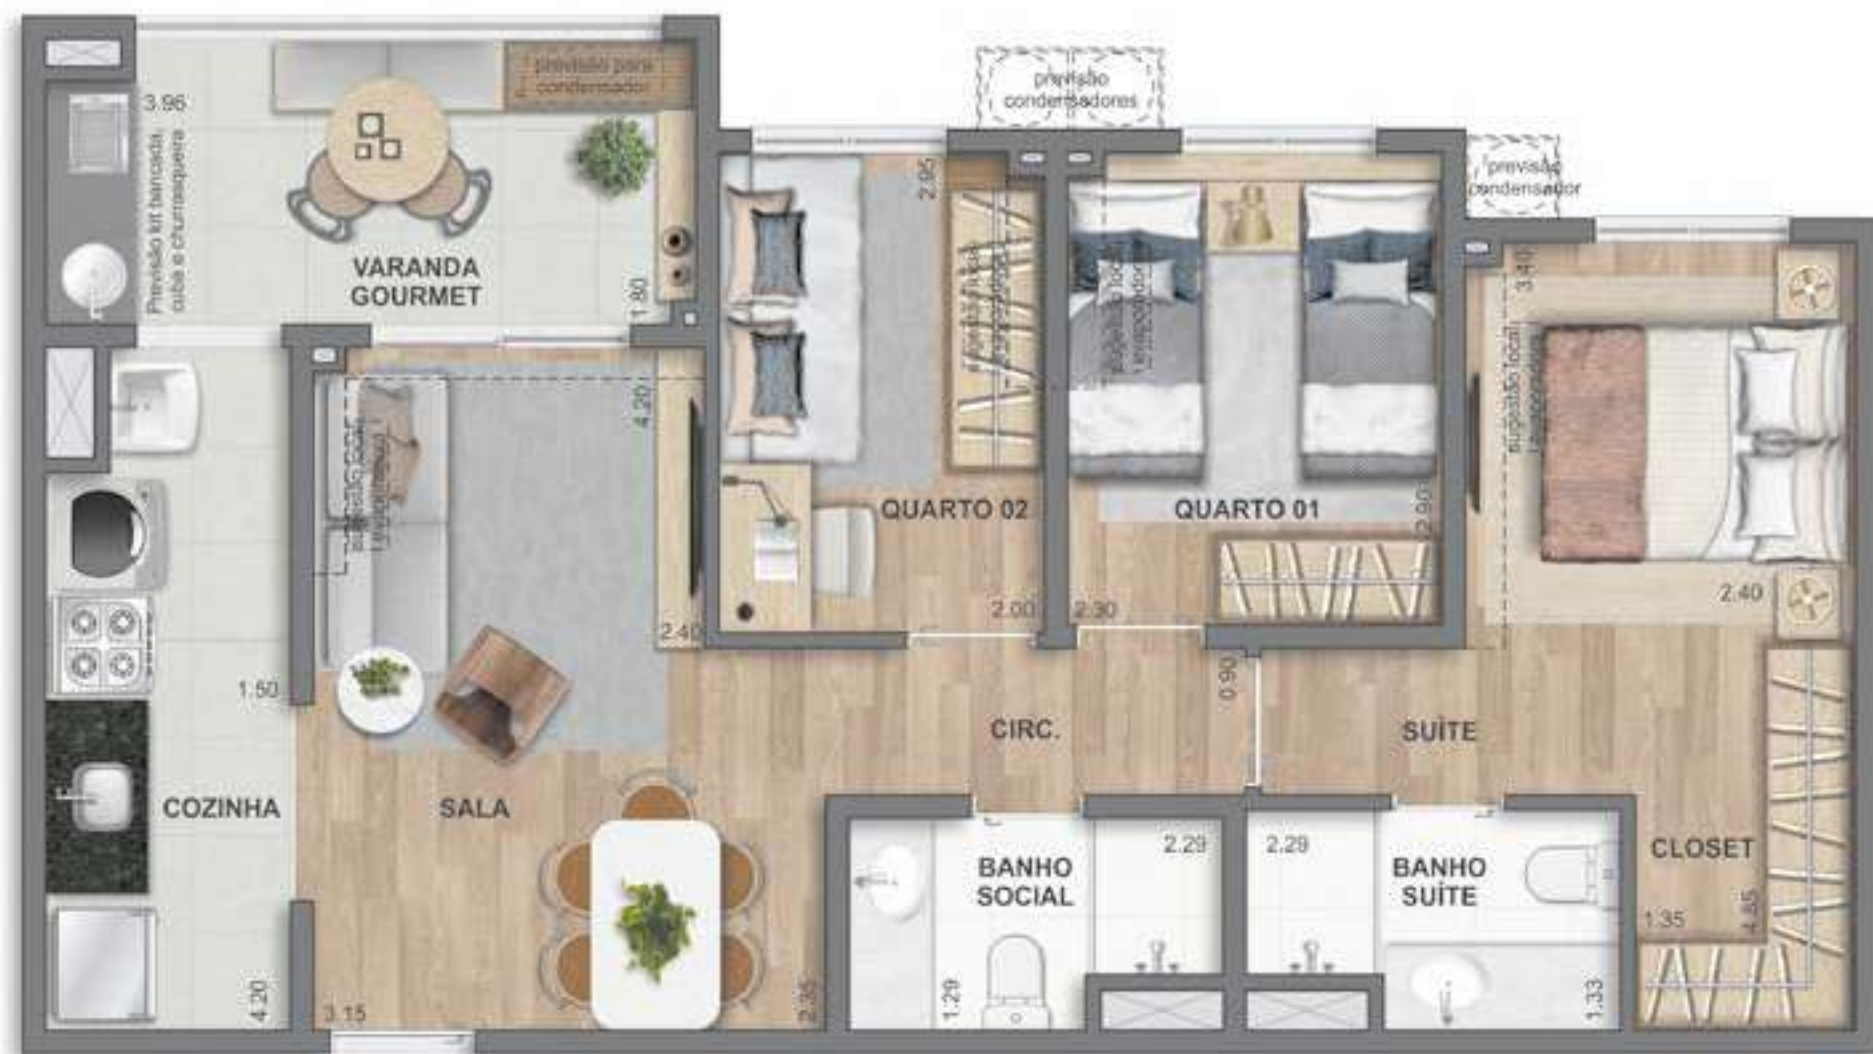 3.96
Previsão kit bancada,
cuba e churrasqueira
previsão para
condensador
VARANDA
GOURMET
1.80
previsão
condensadores
previsão
condensador
2.95
QUARTO 02
2.00
QUARTO 01
2.90
2.30
3.40
sugestão local
2.40
4.20
2.40
1.50
COZINHA
4.20
SALA
3.15
2.35
CIRC.
0.90
SUÍTE
BANHO
SOCIAL
2.29
1.29
2.29
BANHO
SUÍTE
1.33
CLOSET
1.35
4.85